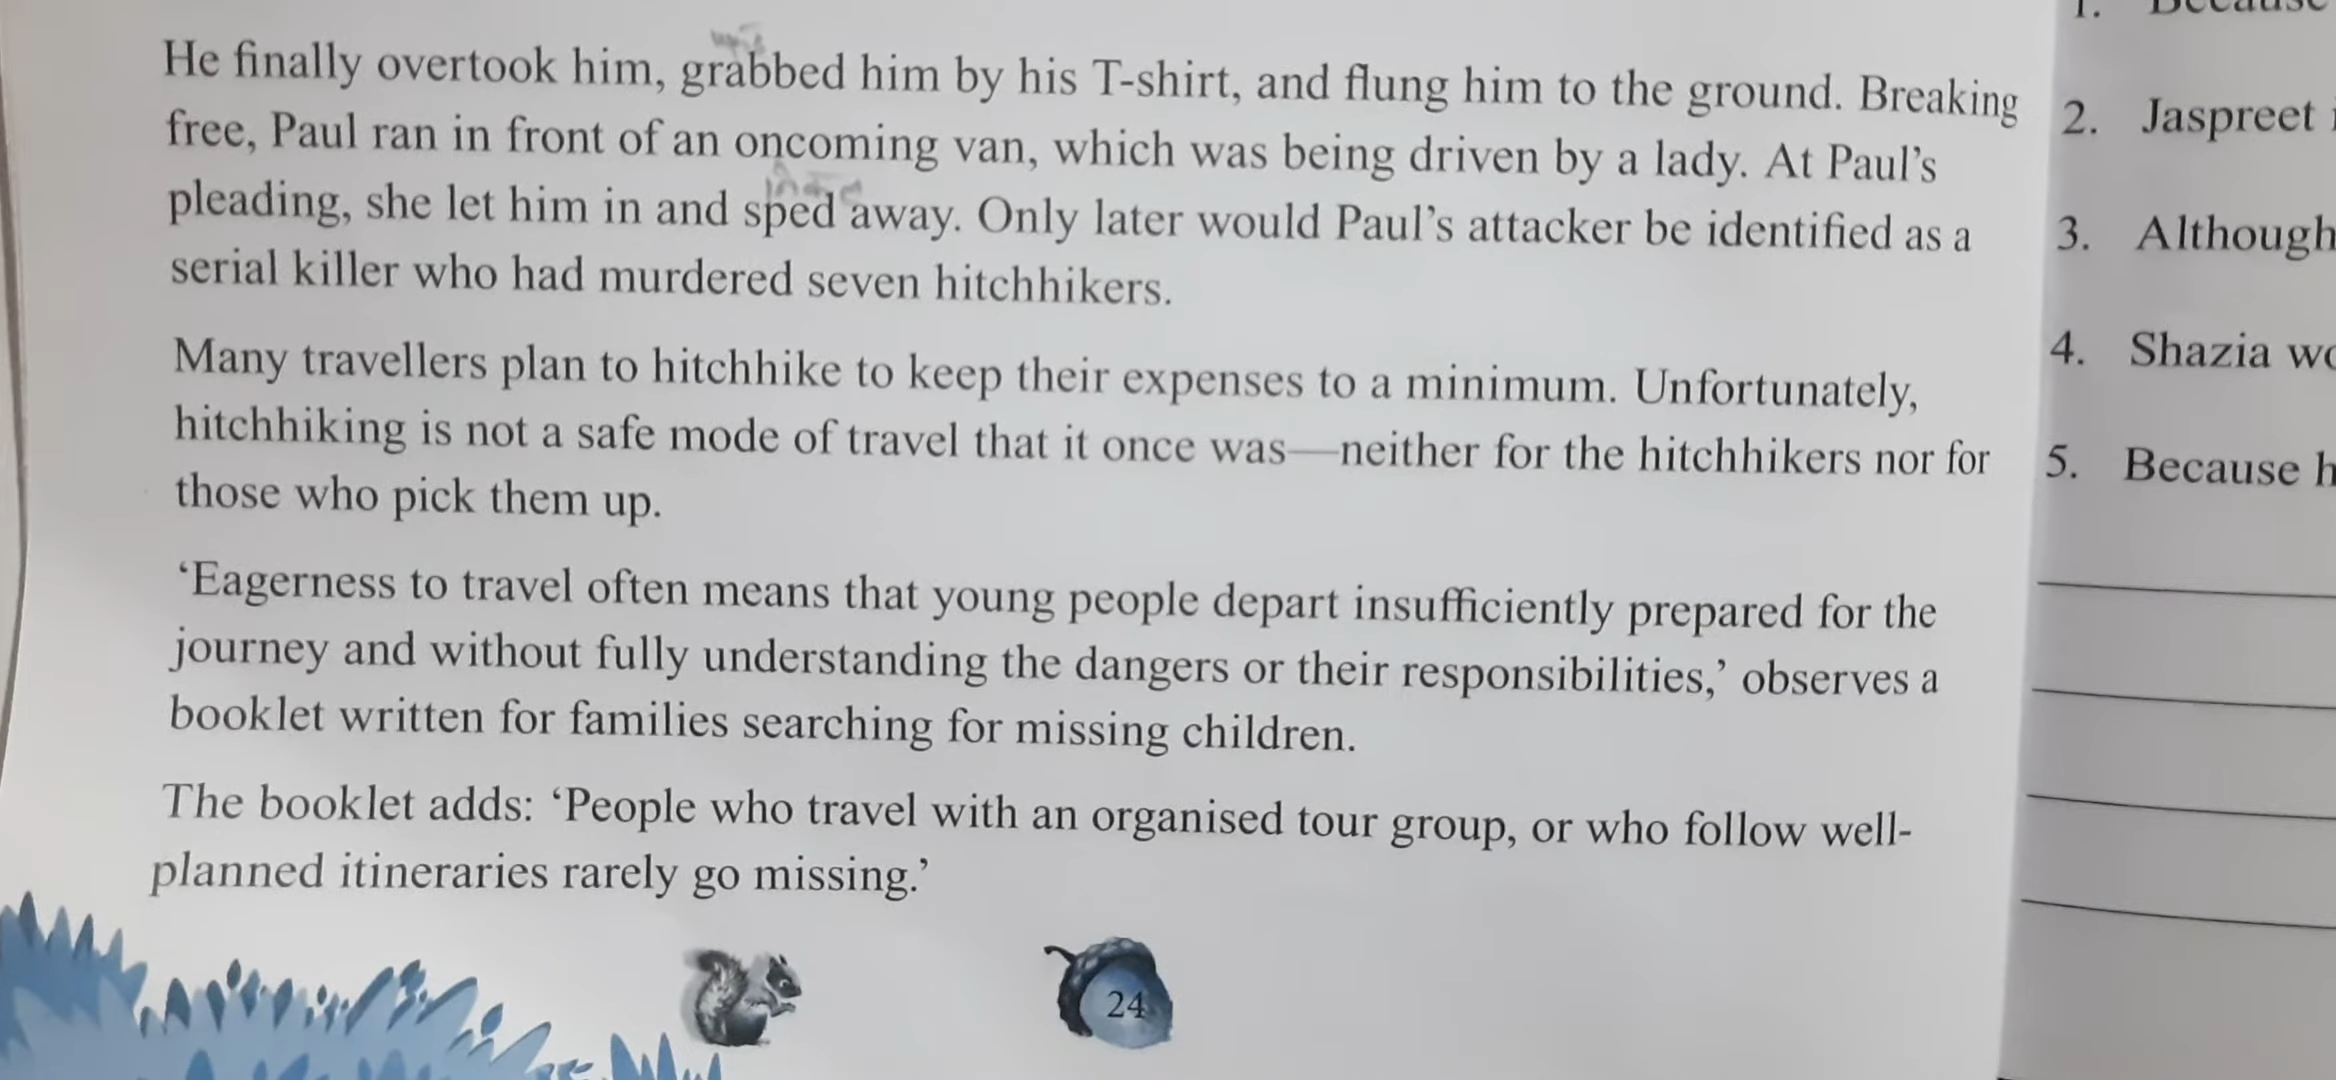 He finally overtook him, grabbed him by his T-shirt, and flung him to the ground. Breaking
free, Paul ran in front of an oncoming van, which was being driven by a lady. At Paul’s
pleading, she let him in and sped away. Only later would Paul’s attacker be identified as a
serial killer who had murdered seven hitchhikers.
Many travellers plan to hitchhike to keep their expenses to a minimum. Unfortunately,
hitchhiking is not a safe mode of travel that it once was—neither for the hitchhikers nor for
those who pick them up.
‘Eagerness to travel often means that young people depart insufficiently prepared for the
journey and without fully understanding the dangers or their responsibilities,’ observes a
booklet written for families searching for missing children.
The booklet adds: ‘People who travel with an organised tour group, or who follow well-
planned itineraries rarely go missing.’
24
1. Because
2. Jaspreet
3. Although
4. Shazia
5. Because